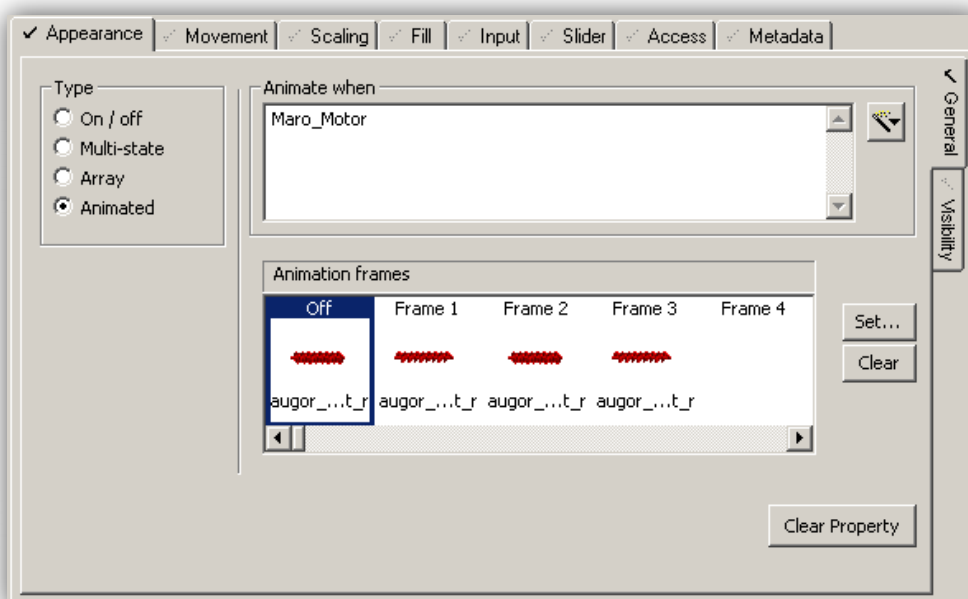 Appearance Movement Scaling Fill Input Slider Access Metadata
Type
On / off
Multi-state
Array
Animated
Animate when
Maro_Motor
Animation frames
Off Frame 1 Frame 2 Frame 3 Frame 4
augor_...t_r augor_...t_r augor_...t_r augor_...t_r
Set...
Clear
Clear Property
General
Visibility